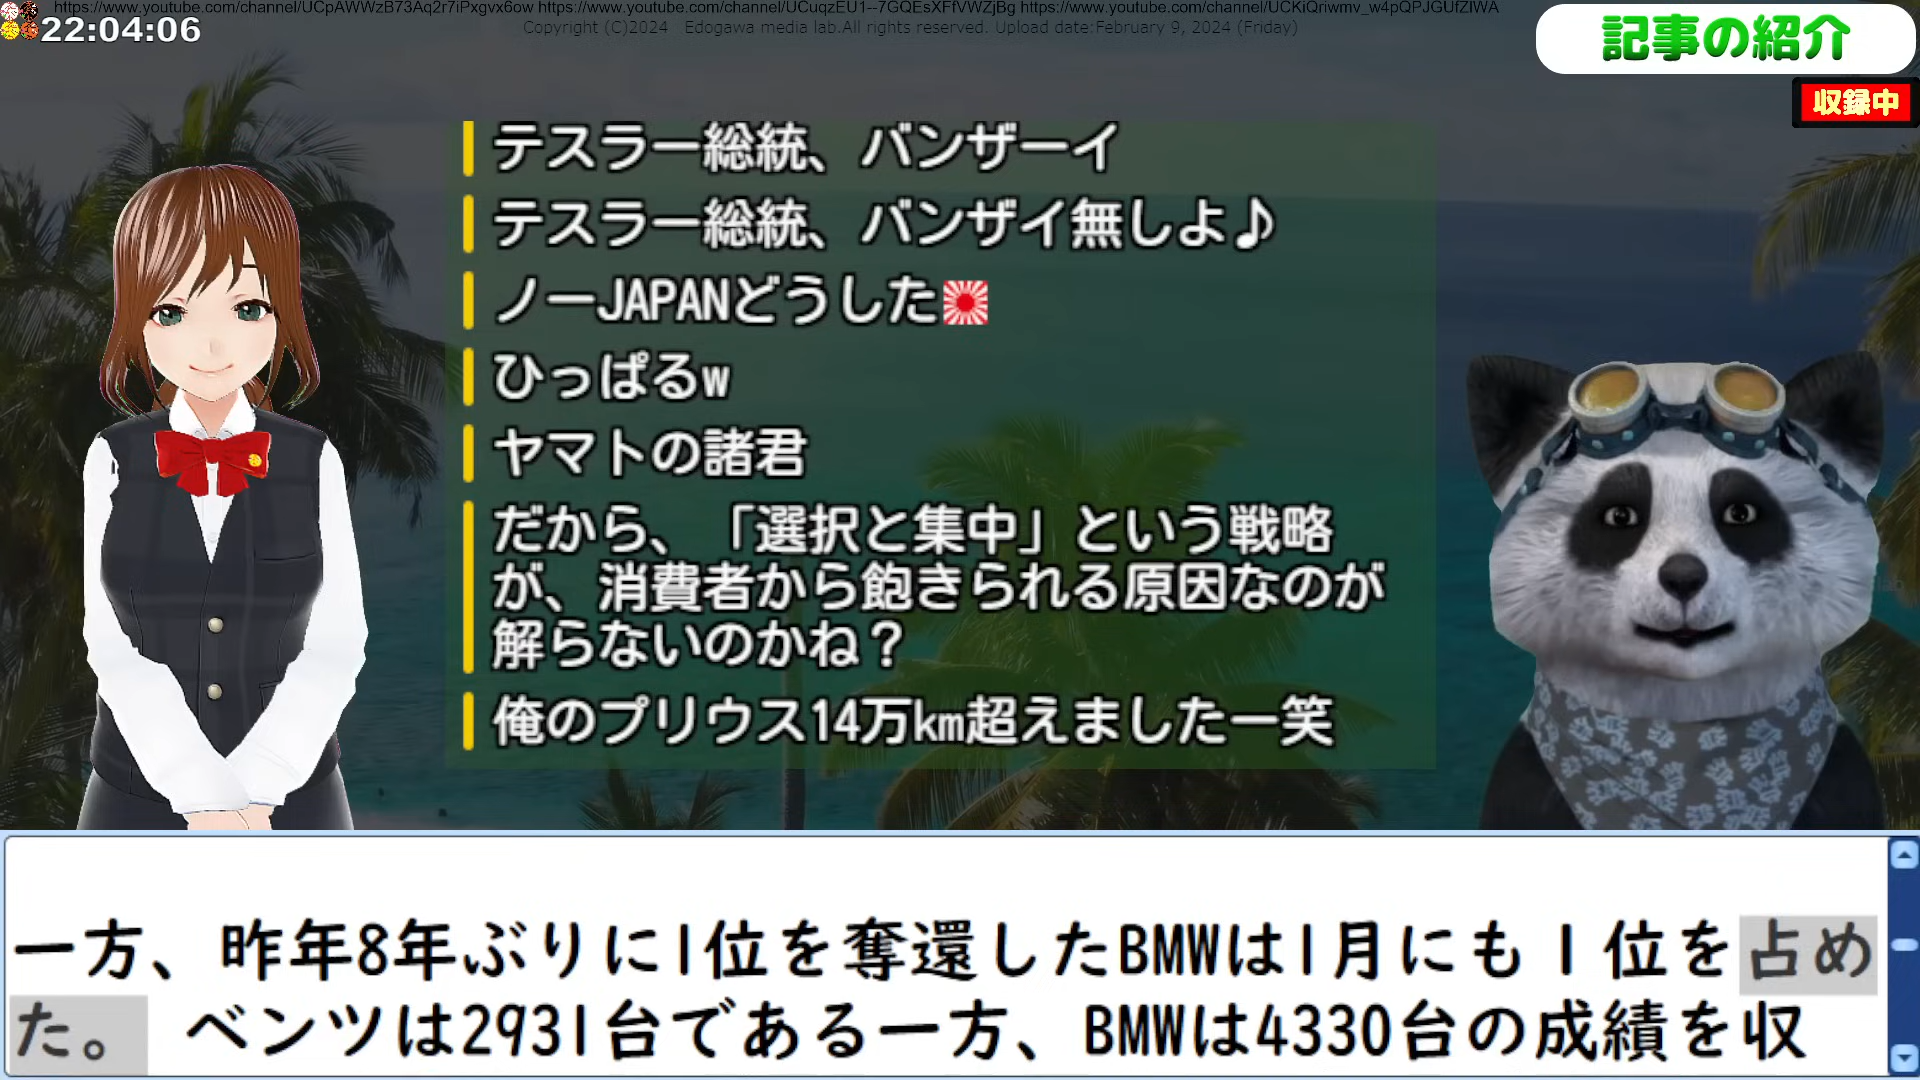 https://www.youtube.com/channel/UCpAWWzB73Aq2r7iPxgvx6ow https://www.youtube.com/channel/UCuqzEU1--7GQEsXFfVWZjBg https://www.youtube.com/channel/UCKiQriwmv_w4pQPJGUfZIWA
Copyright (C)2024 Edogawa media lab.All rights reserved. Upload date:February 9, 2024 (Friday)
22:04:06
記事の紹介
収録中
テスラー総統、バンザーイ
テスラー総統、バンザイ無しよ♪
ノーJAPANどうした
ひっぱるw
ヤマトの諸君
だから、「選択と集中」という戦略
が、消費者から飽きられる原因なのが
解らないのかね？
俺のプリウス14万km超えました一笑
一方、昨年8年ぶりに1位を奪還したBMWは1月にも１位を占め
た。 ベンツは2931台である一方、BMWは4330台の成績を収